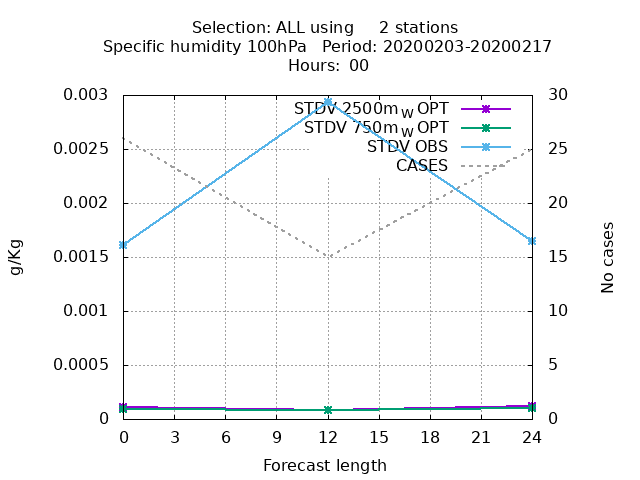 Selection: ALL using 2 stations
Specific humidity 100hPa Period: 20200203-20200217
Hours: 00
0.003
0.0025
0.002
0.0015
0.001
0.0005
0
g/Kg
STDV 2500m W OPT
STDV 750m W OPT
STDV OBS
CASES
30
25
20
15
10
5
0
No cases
0 3 6 9 12 15 18 21 24
Forecast length